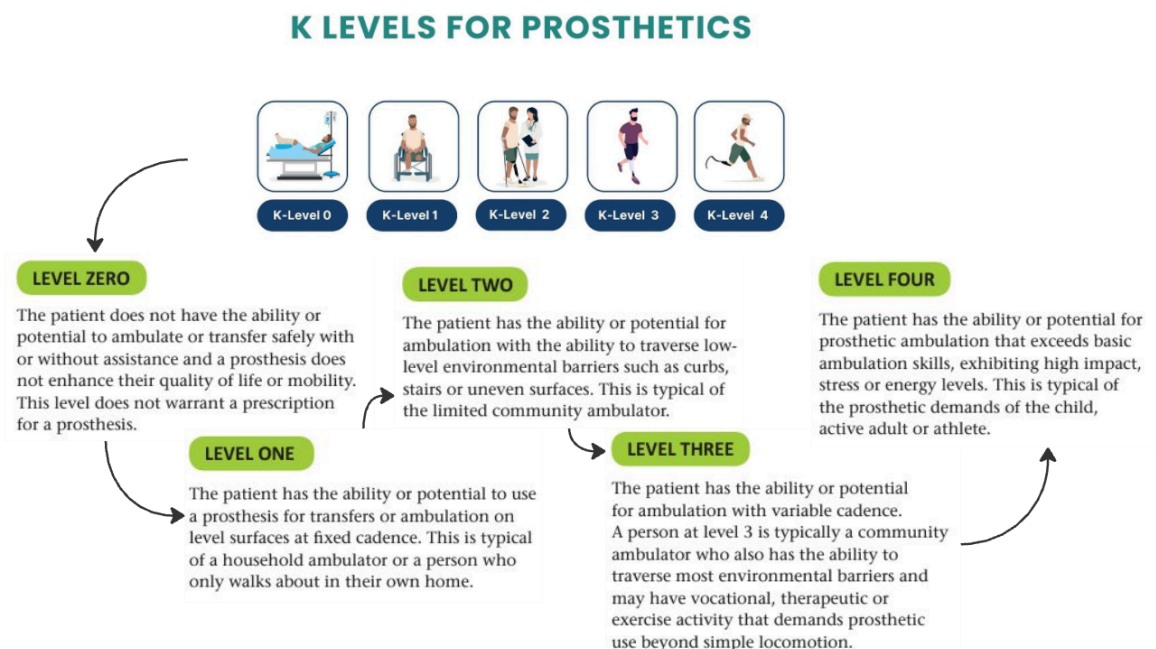 K LEVELS FOR PROSTHETICS
K-Level 0
K-Level 1
K-Level 2
K-Level 3
K-Level 4
LEVEL ZERO
The patient does not have the ability or
potential to ambulate or transfer safely with
or without assistance and a prosthesis does
not enhance their quality of life or mobility.
This level does not warrant a prescription
for a prosthesis.
LEVEL ONE
The patient has the ability or potential to use
a prosthesis for transfers or ambulation on
level surfaces at fixed cadence. This is typical
of a household ambulator or a person who
only walks about in their own home.
LEVEL TWO
The patient has the ability or potential for
ambulation with the ability to traverse low-
level environmental barriers such as curbs,
stairs or uneven surfaces. This is typical of
the limited community ambulator.
LEVEL THREE
The patient has the ability or potential
for ambulation with variable cadence.
A person at level 3 is typically a community
ambulator who also has the ability to
traverse most environmental barriers and
may have vocational, therapeutic or
exercise activity that demands prosthetic
use beyond simple locomotion.
LEVEL FOUR
The patient has the ability or potential for
prosthetic ambulation that exceeds basic
ambulation skills, exhibiting high impact,
stress or energy levels. This is typical of
the prosthetic demands of the child,
active adult or athlete.